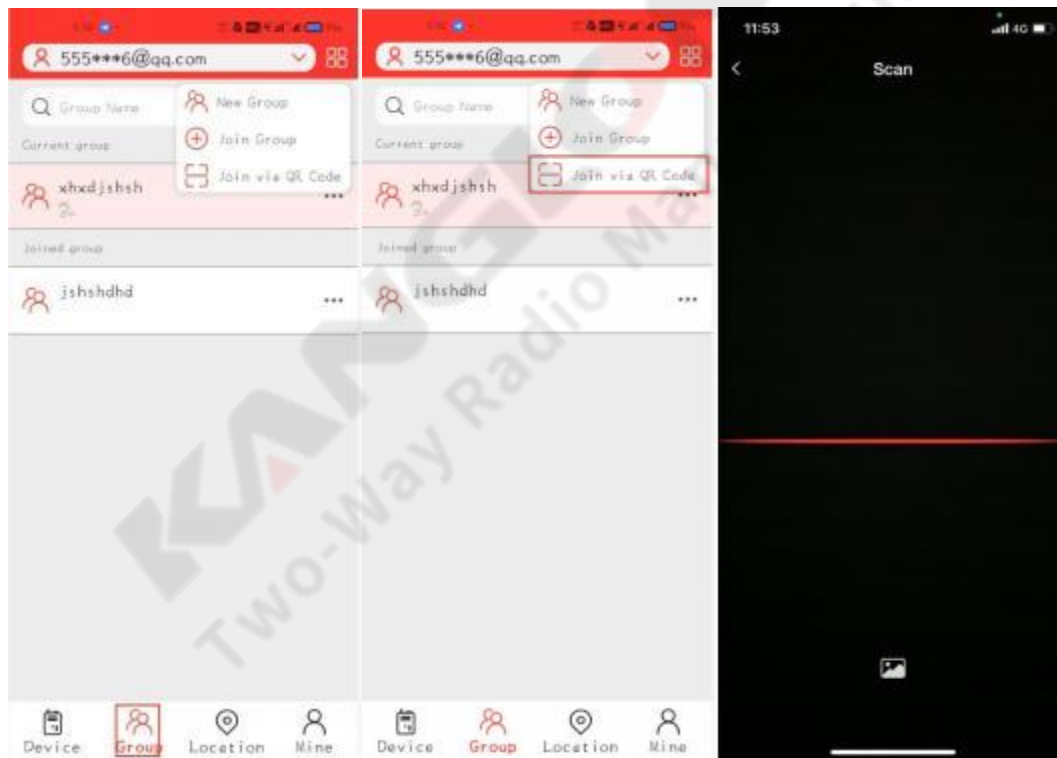 555***6@qq.com
Group Name
New Group
Join Group
Join via QR Code
Current group
xhxdjshsh
Joined group
jshshdhd
Device
Group
Location
Mine
555***6@qq.com
Group Name
New Group
Join Group
Join via QR Code
Current group
xhxdjshsh
Joined group
jshshdhd
Device
Group
Location
Mine
11:53
4G
Scan
KANGLO
Two-Way Radio Ma